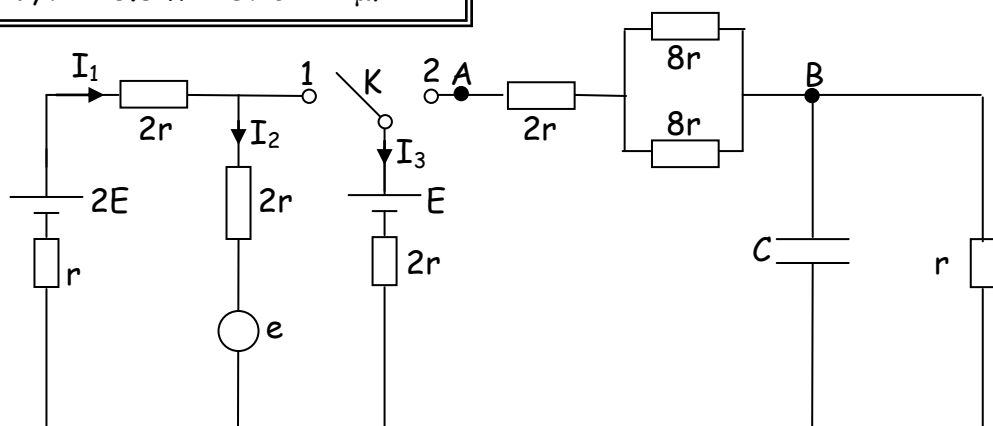 I₁ 1 K 2 A 8r B
2r I₂ 2r 8r
I₃
2E 2r E
r 2r C r
e